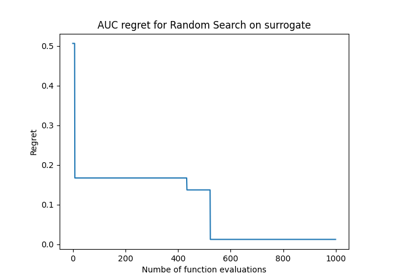 AUC regret for Random Search on surrogate
0.5
0.4
0.3
0.2
0.1
0.0
Regret
0 200 400 600 800 1000
Numbe of function evaluations